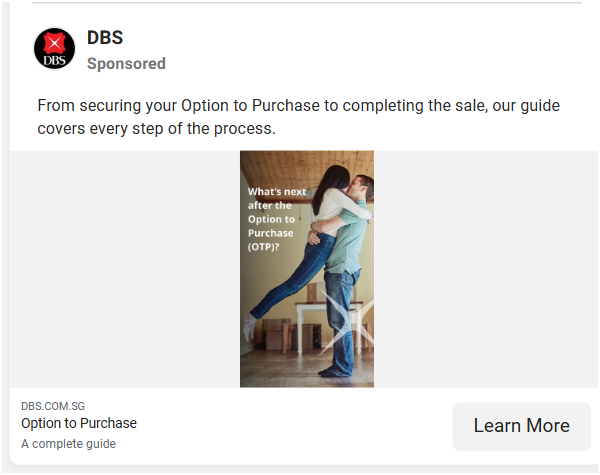 DBS
DBS
Sponsored
From securing your Option to Purchase to completing the sale, our guide
covers every step of the process.
What's next
after the
Option to
Purchase
(OTP)?
DBS.COM.SG
Option to Purchase
A complete guide
Learn More